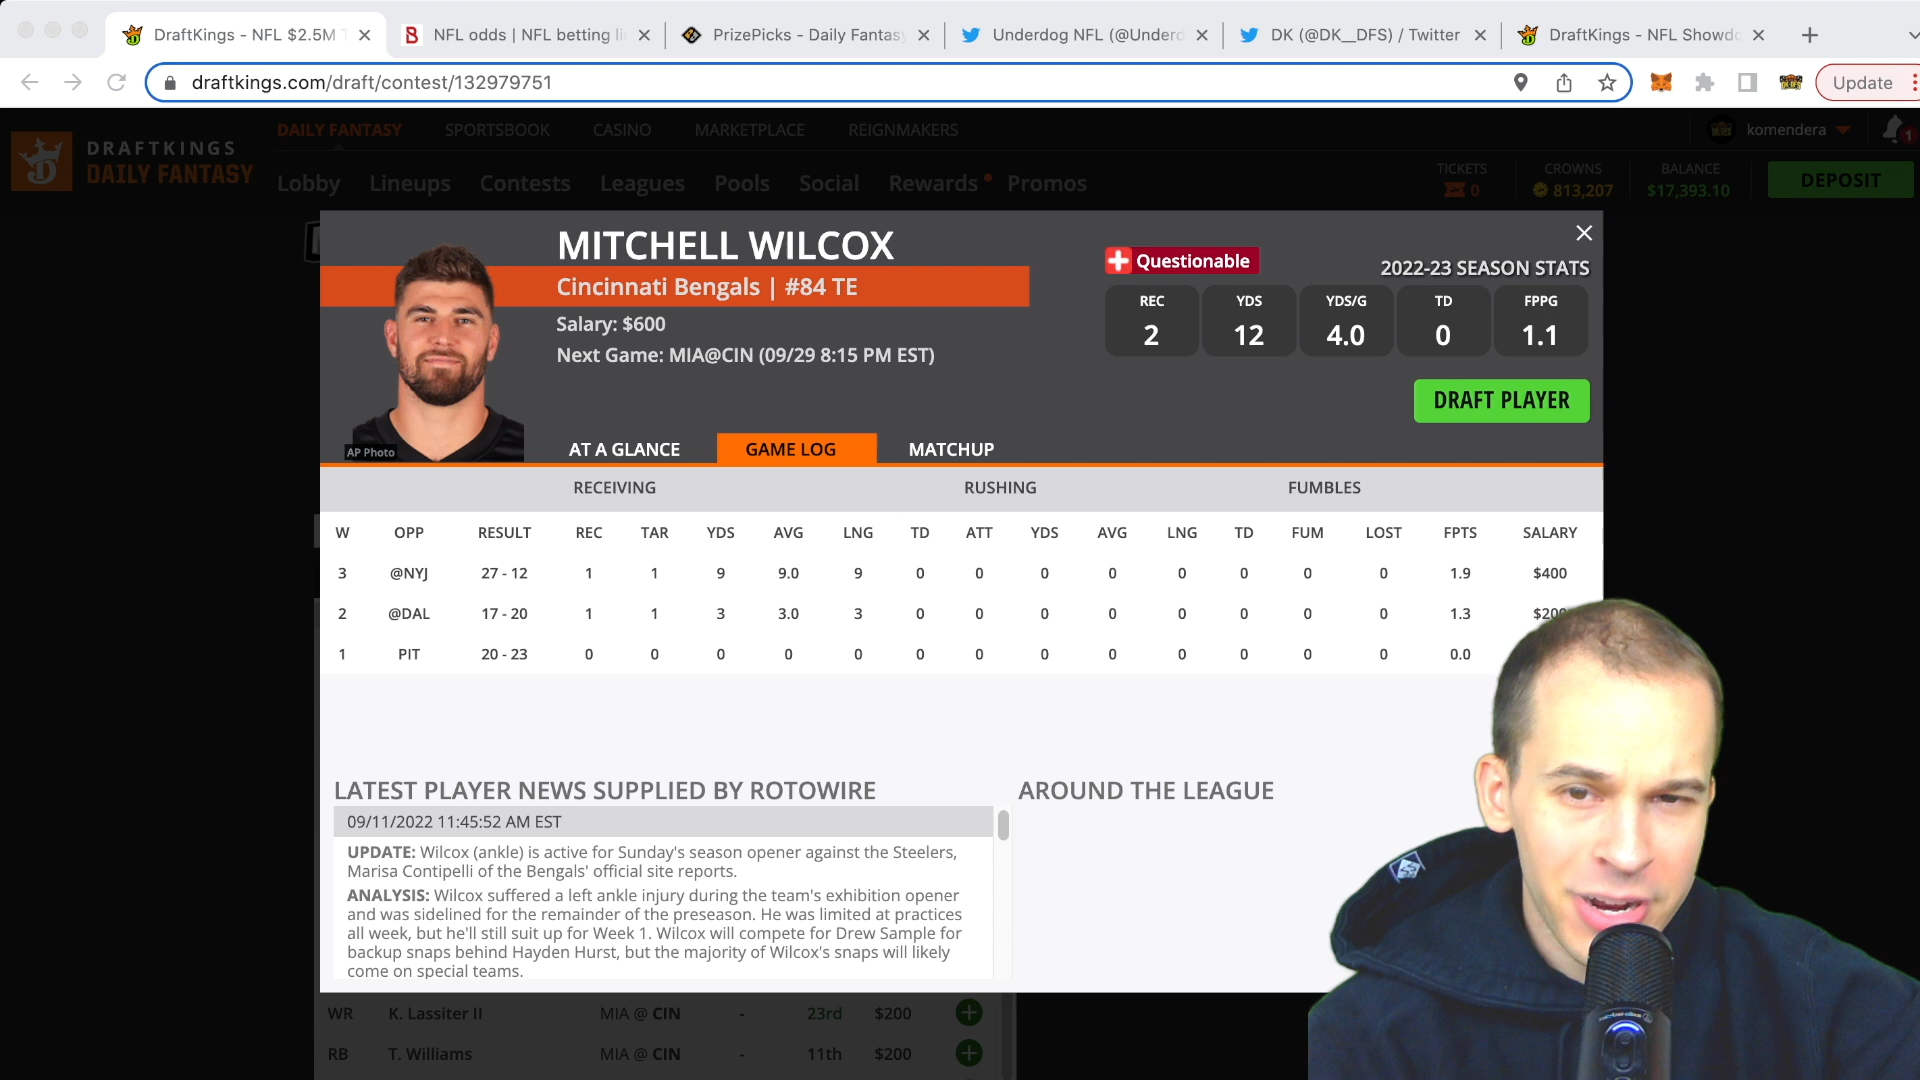 DraftKings - NFL $2.5M
NFL odds | NFL betting li
PrizePicks - Daily Fantasy
Underdog NFL (@Underd
DK (@DK__DFS) / Twitter
DraftKings - NFL Showdo
draftkings.com/draft/contest/132979751
Update
DAILY FANTASY SPORTSBOOK CASINO MARKETPLACE REIGNMAKERS
komendera
1
DRAFTKINGS
DAILY FANTASY
Lobby Lineups Contests Leagues Pools Social Rewards Promos
TICKETS CROWNS BALANCE
0 813,207 $17,393.10
DEPOSIT
MITCHELL WILCOX
Cincinnati Bengals | #84 TE
Salary: $600
Next Game: MIA@CIN (09/29 8:15 PM EST)
Questionable
2022-23 SEASON STATS
REC YDS YDS/G TD FPPG
2 12 4.0 0 1.1
DRAFT PLAYER
AP Photo
AT A GLANCE GAME LOG MATCHUP
RECEIVING RUSHING FUMBLES
W OPP RESULT REC TAR YDS AVG LNG TD ATT YDS AVG LNG TD FUM LOST FPTS SALARY
3 @NYJ 27 - 12 1 1 9 9.0 9 0 0 0 0 0 0 0 0 1.9 $400
2 @DAL 17 - 20 1 1 3 3.0 3 0 0 0 0 0 0 0 0 1.3 $200
1 PIT 20 - 23 0 0 0 0 0 0 0 0 0 0 0 0 0 0.0
LATEST PLAYER NEWS SUPPLIED BY ROTOWIRE
09/11/2022 11:45:52 AM EST
UPDATE: Wilcox (ankle) is active for Sunday's season opener against the Steelers,
Marisa Contipelli of the Bengals' official site reports.
ANALYSIS: Wilcox suffered a left ankle injury during the team's exhibition opener
and was sidelined for the remainder of the preseason. He was limited at practices
all week, but he'll still suit up for Week 1. Wilcox will compete for Drew Sample for
backup snaps behind Hayden Hurst, but the majority of Wilcox's snaps will likely
come on special teams.
AROUND THE LEAGUE
WR K. Lassiter II MIA @ CIN - 23rd $200
RB T. Williams MIA @ CIN - 11th $200